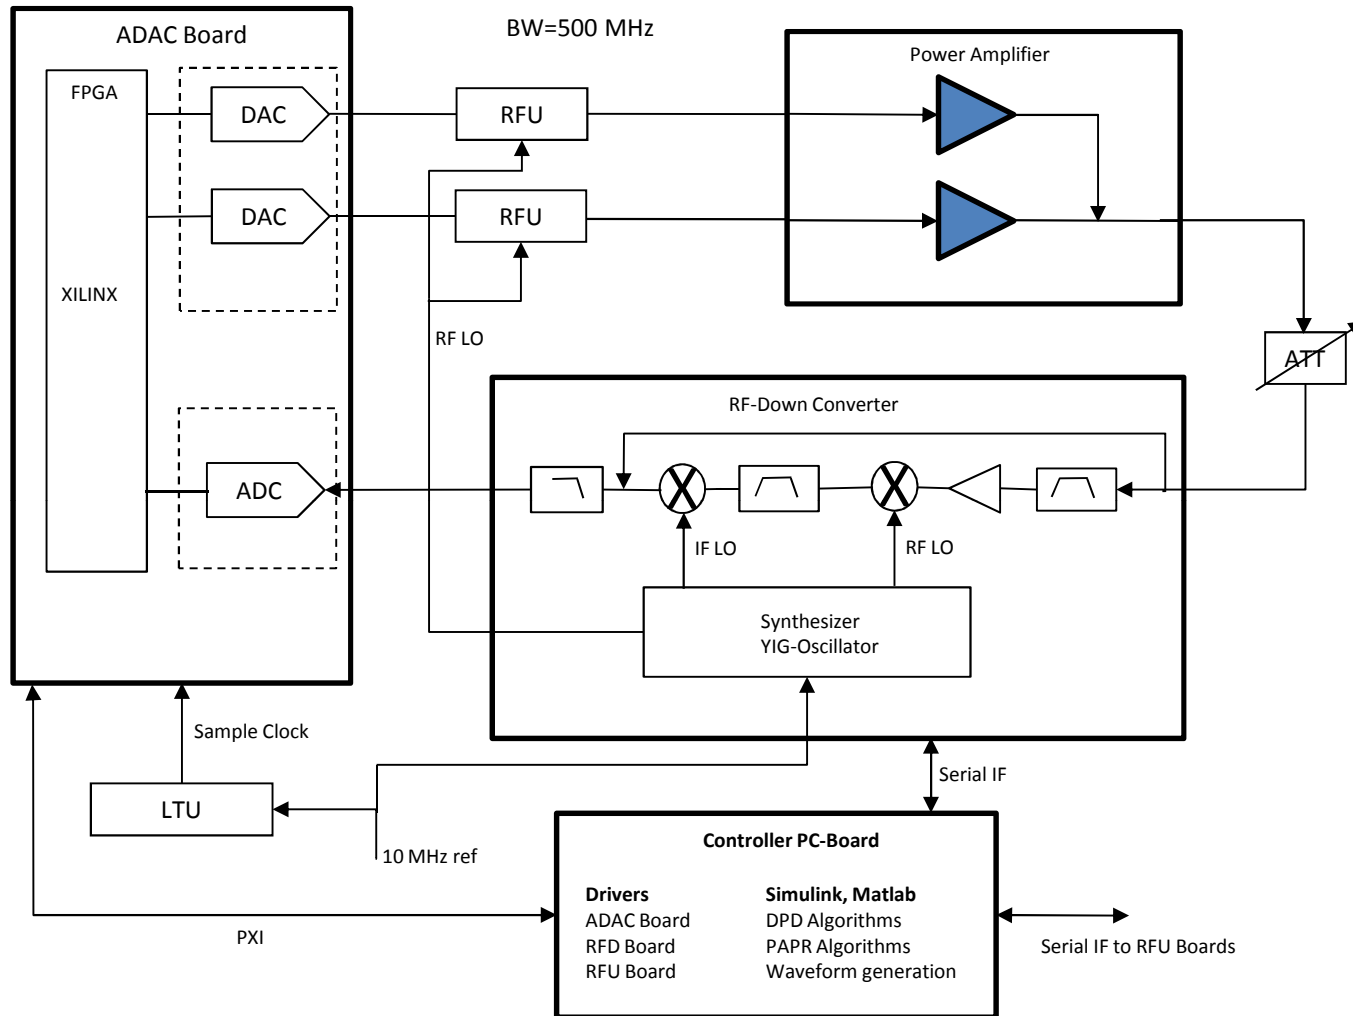 BW=500 MHz
ADAC Board
FPGA
DAC
RFU
Power Amplifier
DAC
RFU
XILINX
RF LO
ATT
RF-Down Converter
ADC
IF LO
RF LO
Synthesizer
YIG-Oscillator
Sample Clock
Serial IF
LTU
10 MHz ref
Controller PC-Board
Drivers
ADAC Board
RFD Board
RFU Board
Simulink, Matlab
DPD Algorithms
PAPR Algorithms
Waveform generation
PXI
Serial IF to RFU Boards